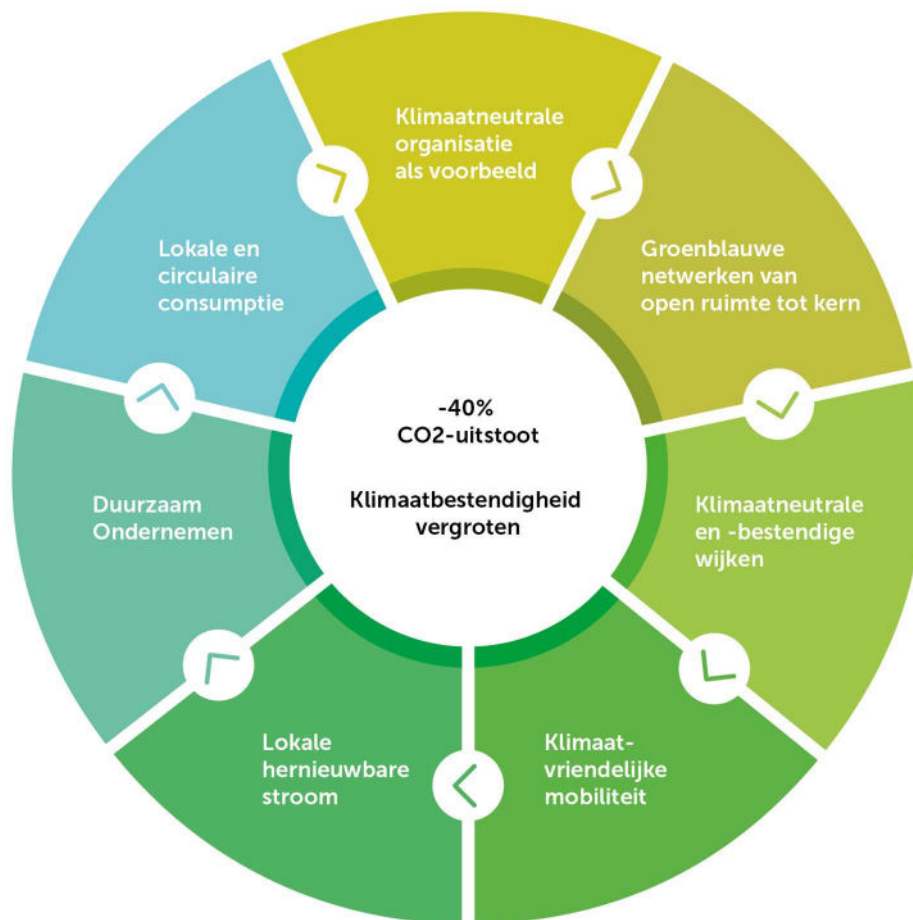 Klimaatneutrale
organisatie
als voorbeeld
Groenblauwe
netwerken van
open ruimte tot kern
Klimaatneutrale
en -bestendige
wijken
Klimaat-
vriendelijke
mobiliteit
Lokale
hernieuwbare
stroom
Duurzaam
Ondernemen
Lokale en
circulaire
consumptie
-40%
CO2-uitstoot
Klimaatbestendigheid
vergroten